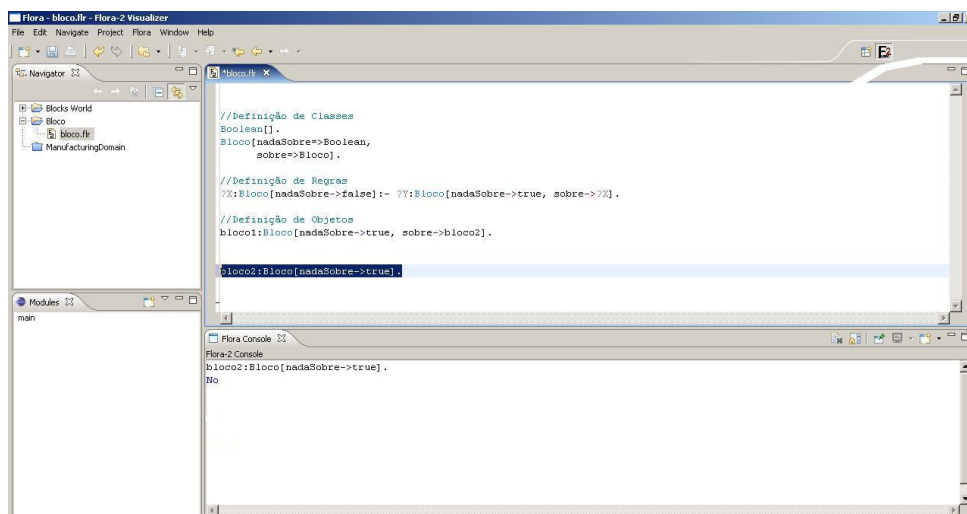 Flora - bloco.flr - Flora-2 Visualizer
File Edit Navigate Project Flora Window Help
Navigator
*bloco.flr
Blocks World
Bloco
bloco.flr
ManufacturingDomain
//Definição de Classes
Boolean[].
Bloco[nadaSobre=>Boolean,
sobre=>Bloco].
//Definição de Regras
?X:Bloco[nadaSobre->false]:- ?Y:Bloco[nadaSobre->true, sobre->?X].
//Definição de Objetos
bloco1:Bloco[nadaSobre->true, sobre->bloco2].
bloco2:Bloco[nadaSobre->true].
Modules
main
Flora Console
Flora-2 Console
bloco2:Bloco[nadaSobre->true].
No